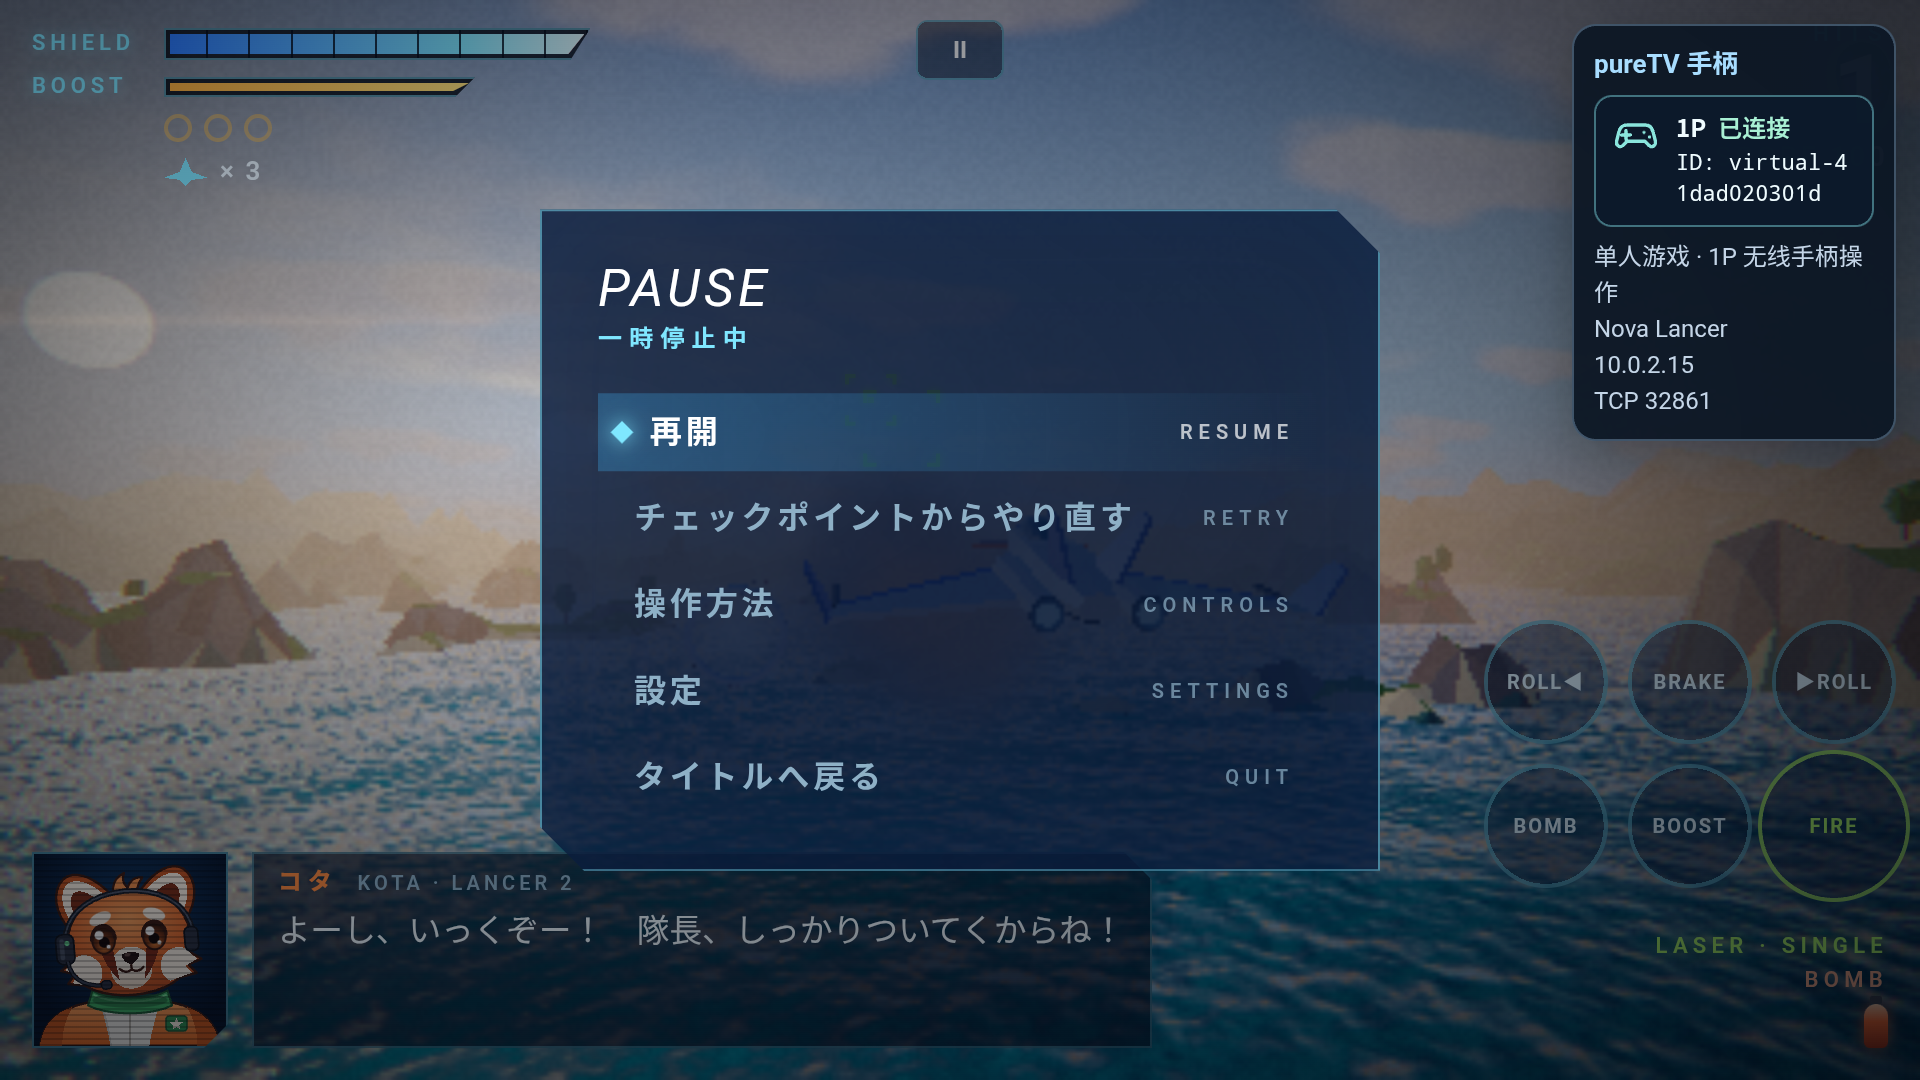 SHIELD
BOOST
× 3
pureTV 手柄
1P 已连接
ID: virtual-4
1dad020301d
单人游戏 · 1P 无线手柄操
作
Nova Lancer
10.0.2.15
TCP 32861
PAUSE
一時停止中
再開 RESUME
チェックポイントからやり直す RETRY
操作方法 CONTROLS
設定 SETTINGS
タイトルへ戻る QUIT
ROLL◀ BRAKE ▶ROLL
BOMB BOOST FIRE
コタ KOTA · LANCER 2
よーし、いっくぞー！ 隊長、しっかりついてくからね！
LASER · SINGLE
BOMB